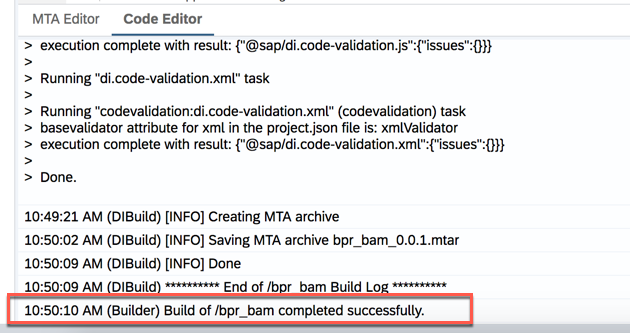 MTA Editor
Code Editor
> execution complete with result: {"@sap/di.code-validation.js":{"issues":{}}}
>
> Running "di.code-validation.xml" task
>
> Running "codevalidation:di.code-validation.xml" (codevalidation) task
> basevalidator attribute for xml in the project.json file is: xmlValidator
> execution complete with result: {"@sap/di.code-validation.xml":{"issues":{}}}
>
> Done.
10:49:21 AM (DIBuild) [INFO] Creating MTA archive
10:50:02 AM (DIBuild) [INFO] Saving MTA archive bpr_bam_0.0.1.mtar
10:50:09 AM (DIBuild) [INFO] Done
10:50:09 AM (DIBuild) ********** End of /bpr_bam Build Log **********
10:50:10 AM (Builder) Build of /bpr_bam completed successfully.